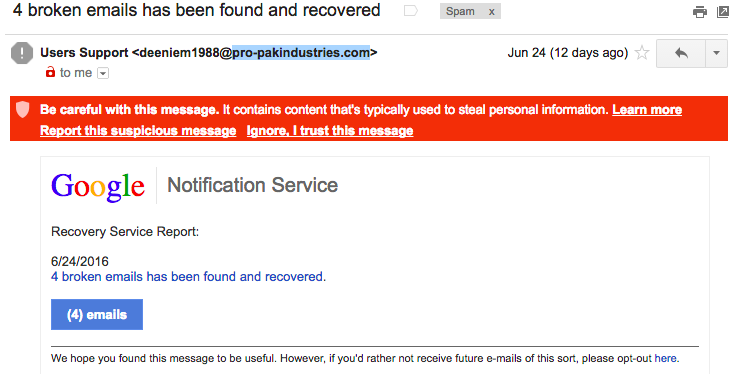 4 broken emails has been found and recovered
Spam x
Users Support <deeniem1988@pro-pakindustries.com>
Jun 24 (12 days ago)
to me
Be careful with this message. It contains content that's typically used to steal personal information. Learn more
Report this suspicious message Ignore, I trust this message
Google Notification Service
Recovery Service Report:
6/24/2016
4 broken emails has been found and recovered.
(4) emails
We hope you found this message to be useful. However, if you'd rather not receive future e-mails of this sort, please opt-out here.